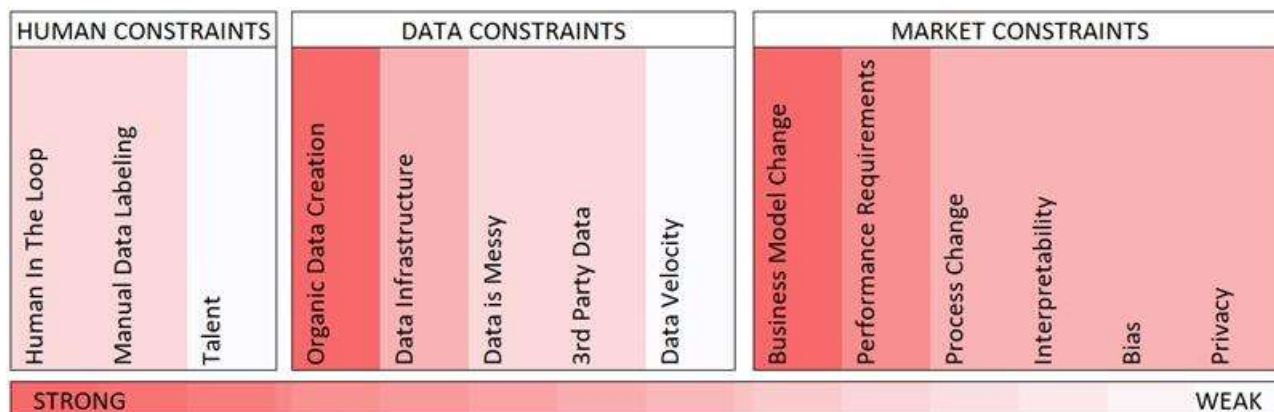 HUMAN CONSTRAINTS
Human In The Loop
Manual Data Labeling
Talent
DATA CONSTRAINTS
Organic Data Creation
Data Infrastructure
Data is Messy
3rd Party Data
Data Velocity
MARKET CONSTRAINTS
Business Model Change
Performance Requirements
Process Change
Interpretability
Bias
Privacy
STRONG
WEAK